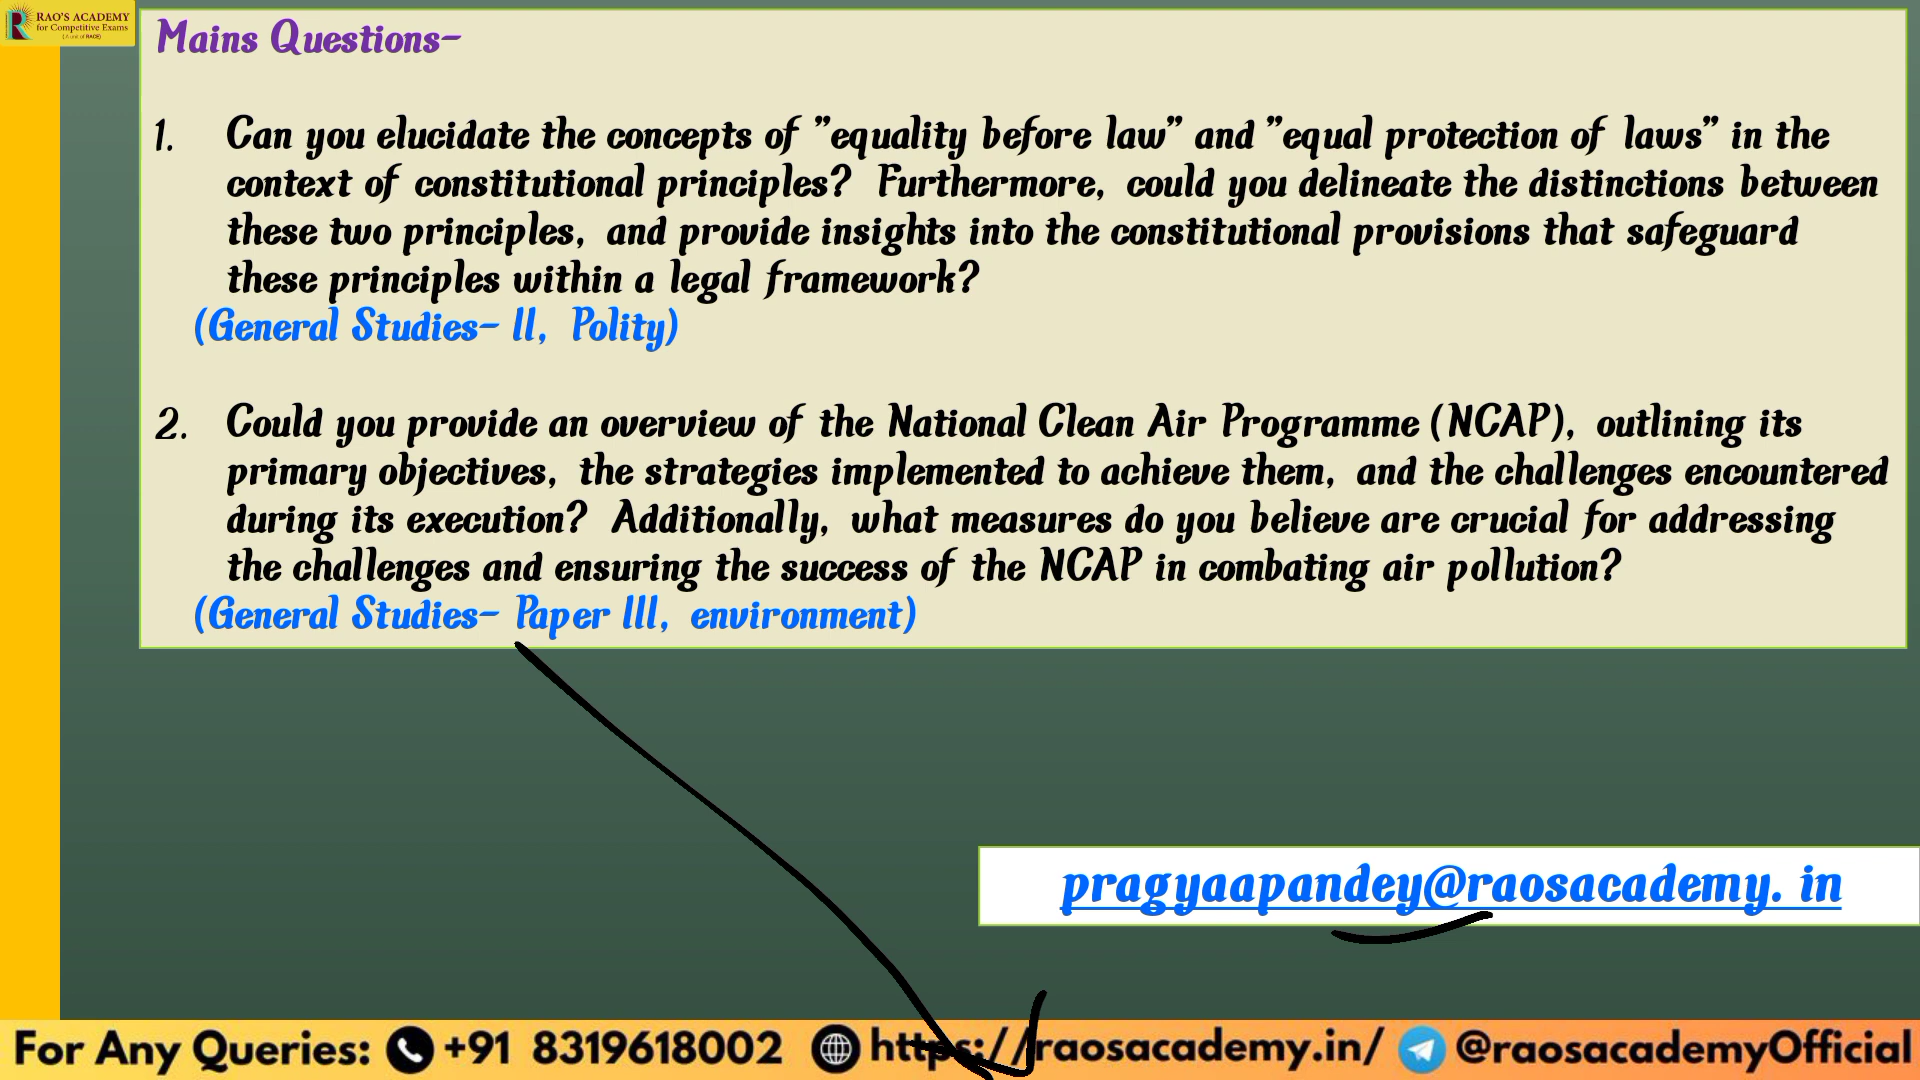 RAO'S ACADEMY
for Competitive Exams
(A unit of RACE)
Mains Questions-
1. Can you elucidate the concepts of "equality before law" and "equal protection of laws" in the
context of constitutional principles? Furthermore, could you delineate the distinctions between
these two principles, and provide insights into the constitutional provisions that safeguard
these principles within a legal framework?
(General Studies- II, Polity)
2. Could you provide an overview of the National Clean Air Programme (NCAP), outlining its
primary objectives, the strategies implemented to achieve them, and the challenges encountered
during its execution? Additionally, what measures do you believe are crucial for addressing
the challenges and ensuring the success of the NCAP in combating air pollution?
(General Studies- Paper III, environment)
pragyaapandey@raosacademy. in
For Any Queries: +91 8319618002 https://raosacademy.in/ @raosacademyOfficial